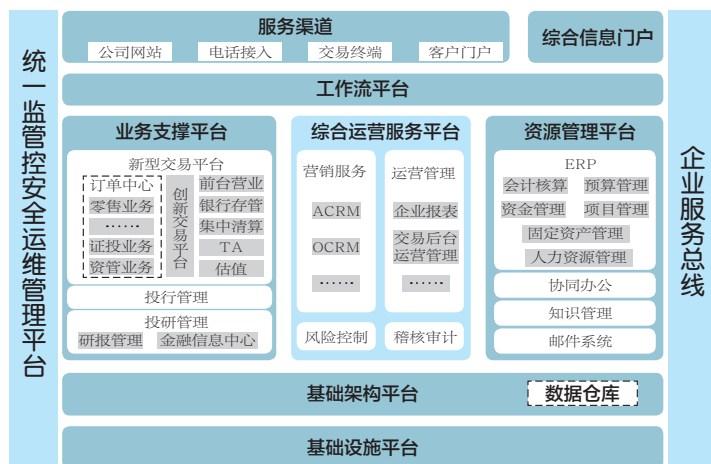 统一监管控安全运维管理平台
服务渠道
公司网站
电话接入
交易终端
客户门户
综合信息门户
工作流平台
业务支撑平台
新型交易平台
订单中心
零售业务
……
证投业务
资管业务
创新交易平台
前台营业
银行存管
集中清算
TA
估值
投行管理
投研管理
研报管理
金融信息中心
综合运营服务平台
营销服务
ACRM
OCRM
……
运营管理
企业报表
交易后台
运营管理
……
风险控制
稽核审计
资源管理平台
ERP
会计核算
预算管理
资金管理
项目管理
固定资产管理
人力资源管理
协同办公
知识管理
邮件系统
基础架构平台
数据仓库
基础设施平台
企业服务总线